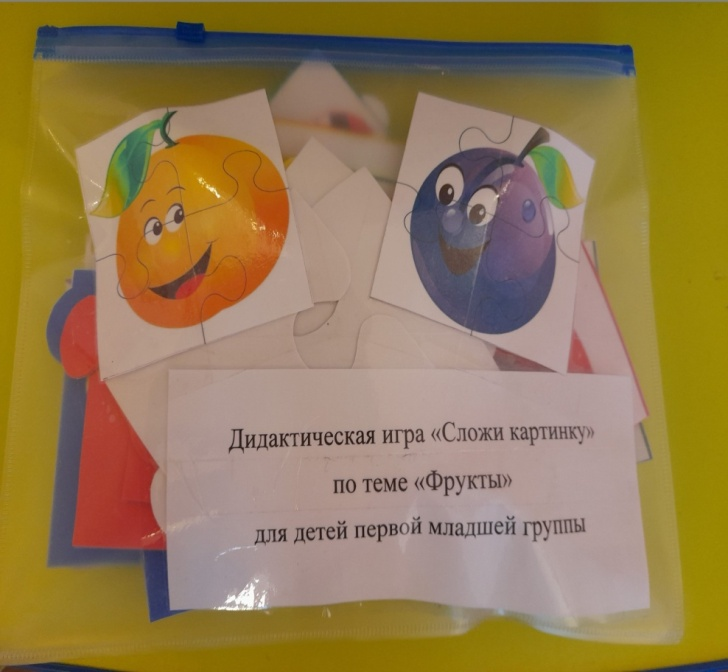 Дидактическая игра «Сложи картинку»
по теме «Фрукты»
для детей первой младшей группы